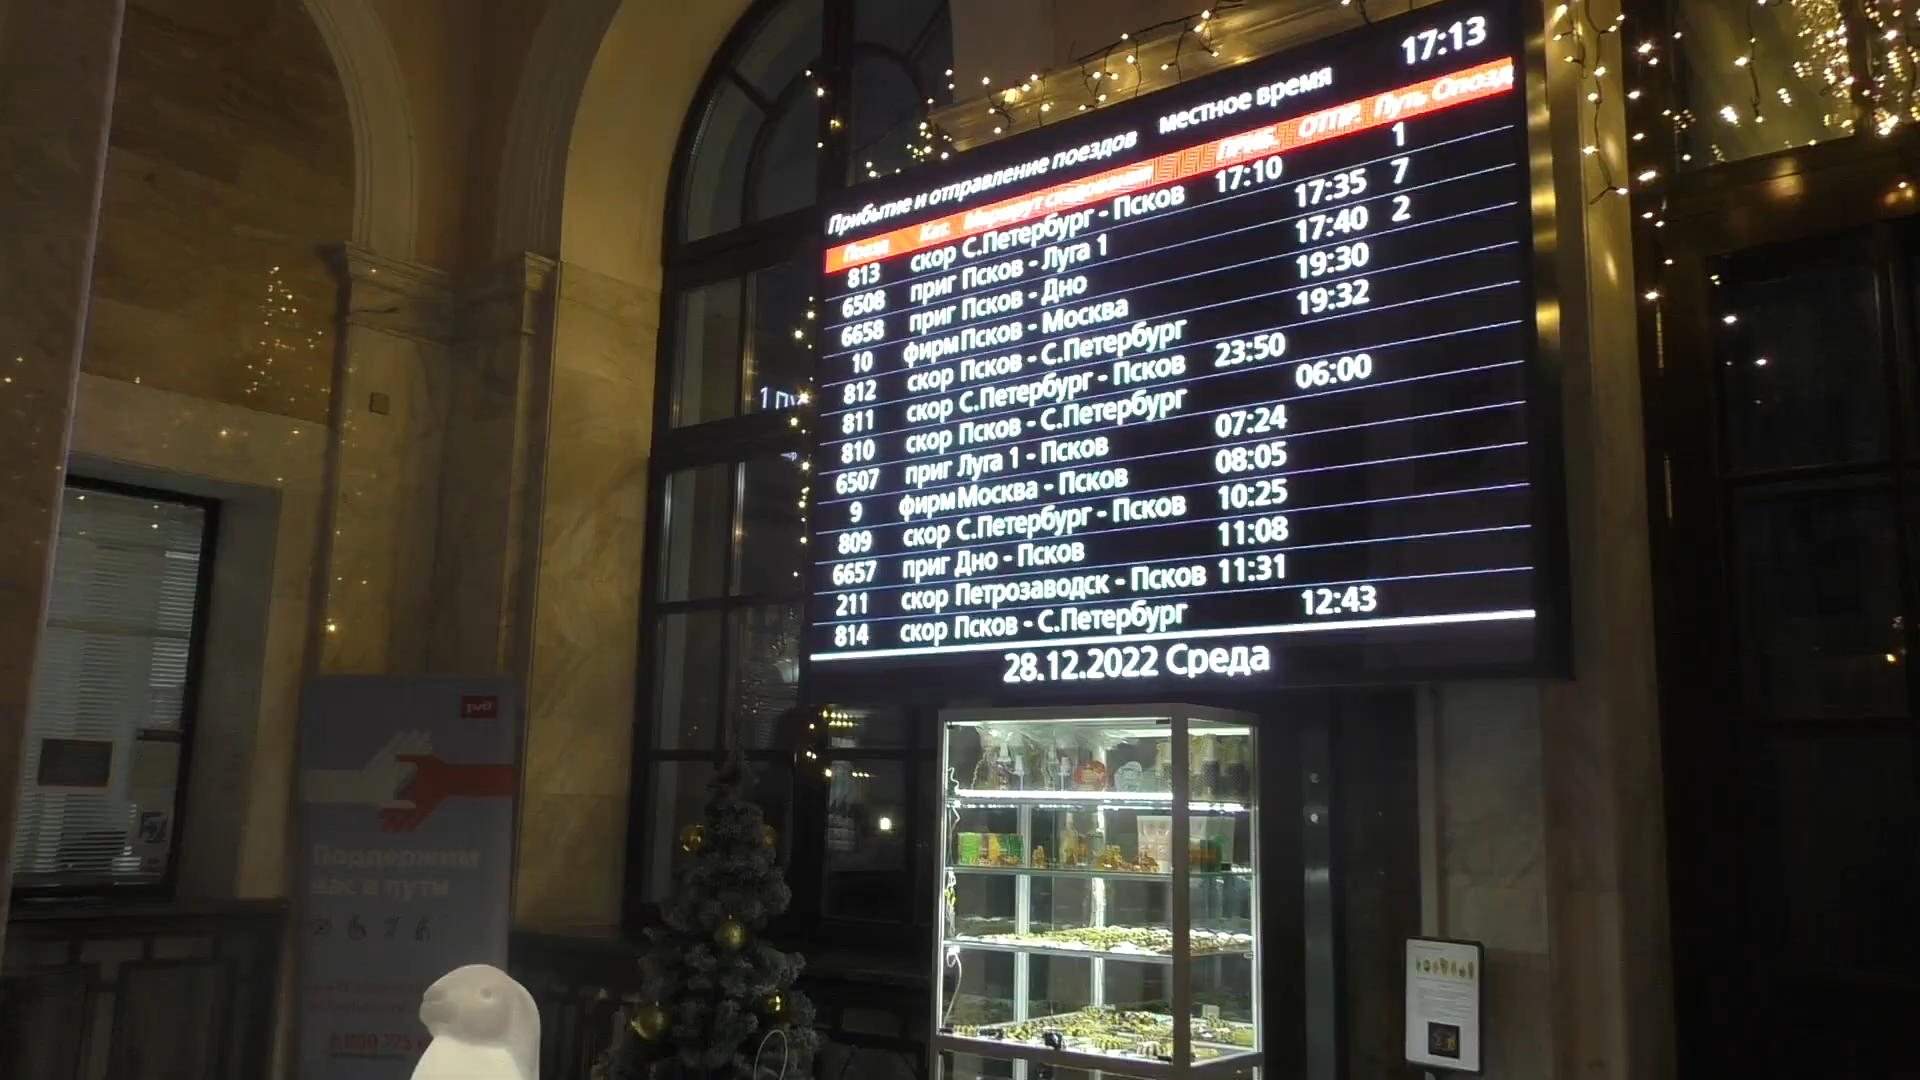 17:13
Прибытие и отправление поездов местное время
Поезд Кат. Маршрут следования ПРИБ. ОТПР. Путь Опозд
813 скор С.Петербург - Псков 17:10 1
6508 приг Псков - Луга 1 17:35 7
6658 приг Псков - Дно 17:40 2
10 фирм Псков - Москва 19:30
812 скор Псков - С.Петербург 19:32
811 скор С.Петербург - Псков 23:50
810 скор Псков - С.Петербург 06:00
6507 приг Луга 1 - Псков 07:24
9 фирм Москва - Псков 08:05
809 скор С.Петербург - Псков 10:25
6657 приг Дно - Псков 11:08
211 скор Петрозаводск - Псков 11:31
814 скор Псков - С.Петербург 12:43
28.12.2022 Среда
1 пу
ржд
Поддержим
вас в пути
8 800 775